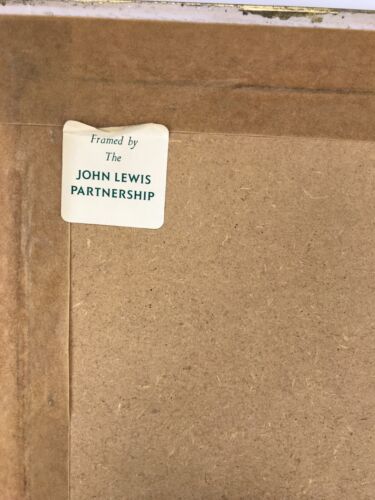 Framed by
The
JOHN LEWIS
PARTNERSHIP